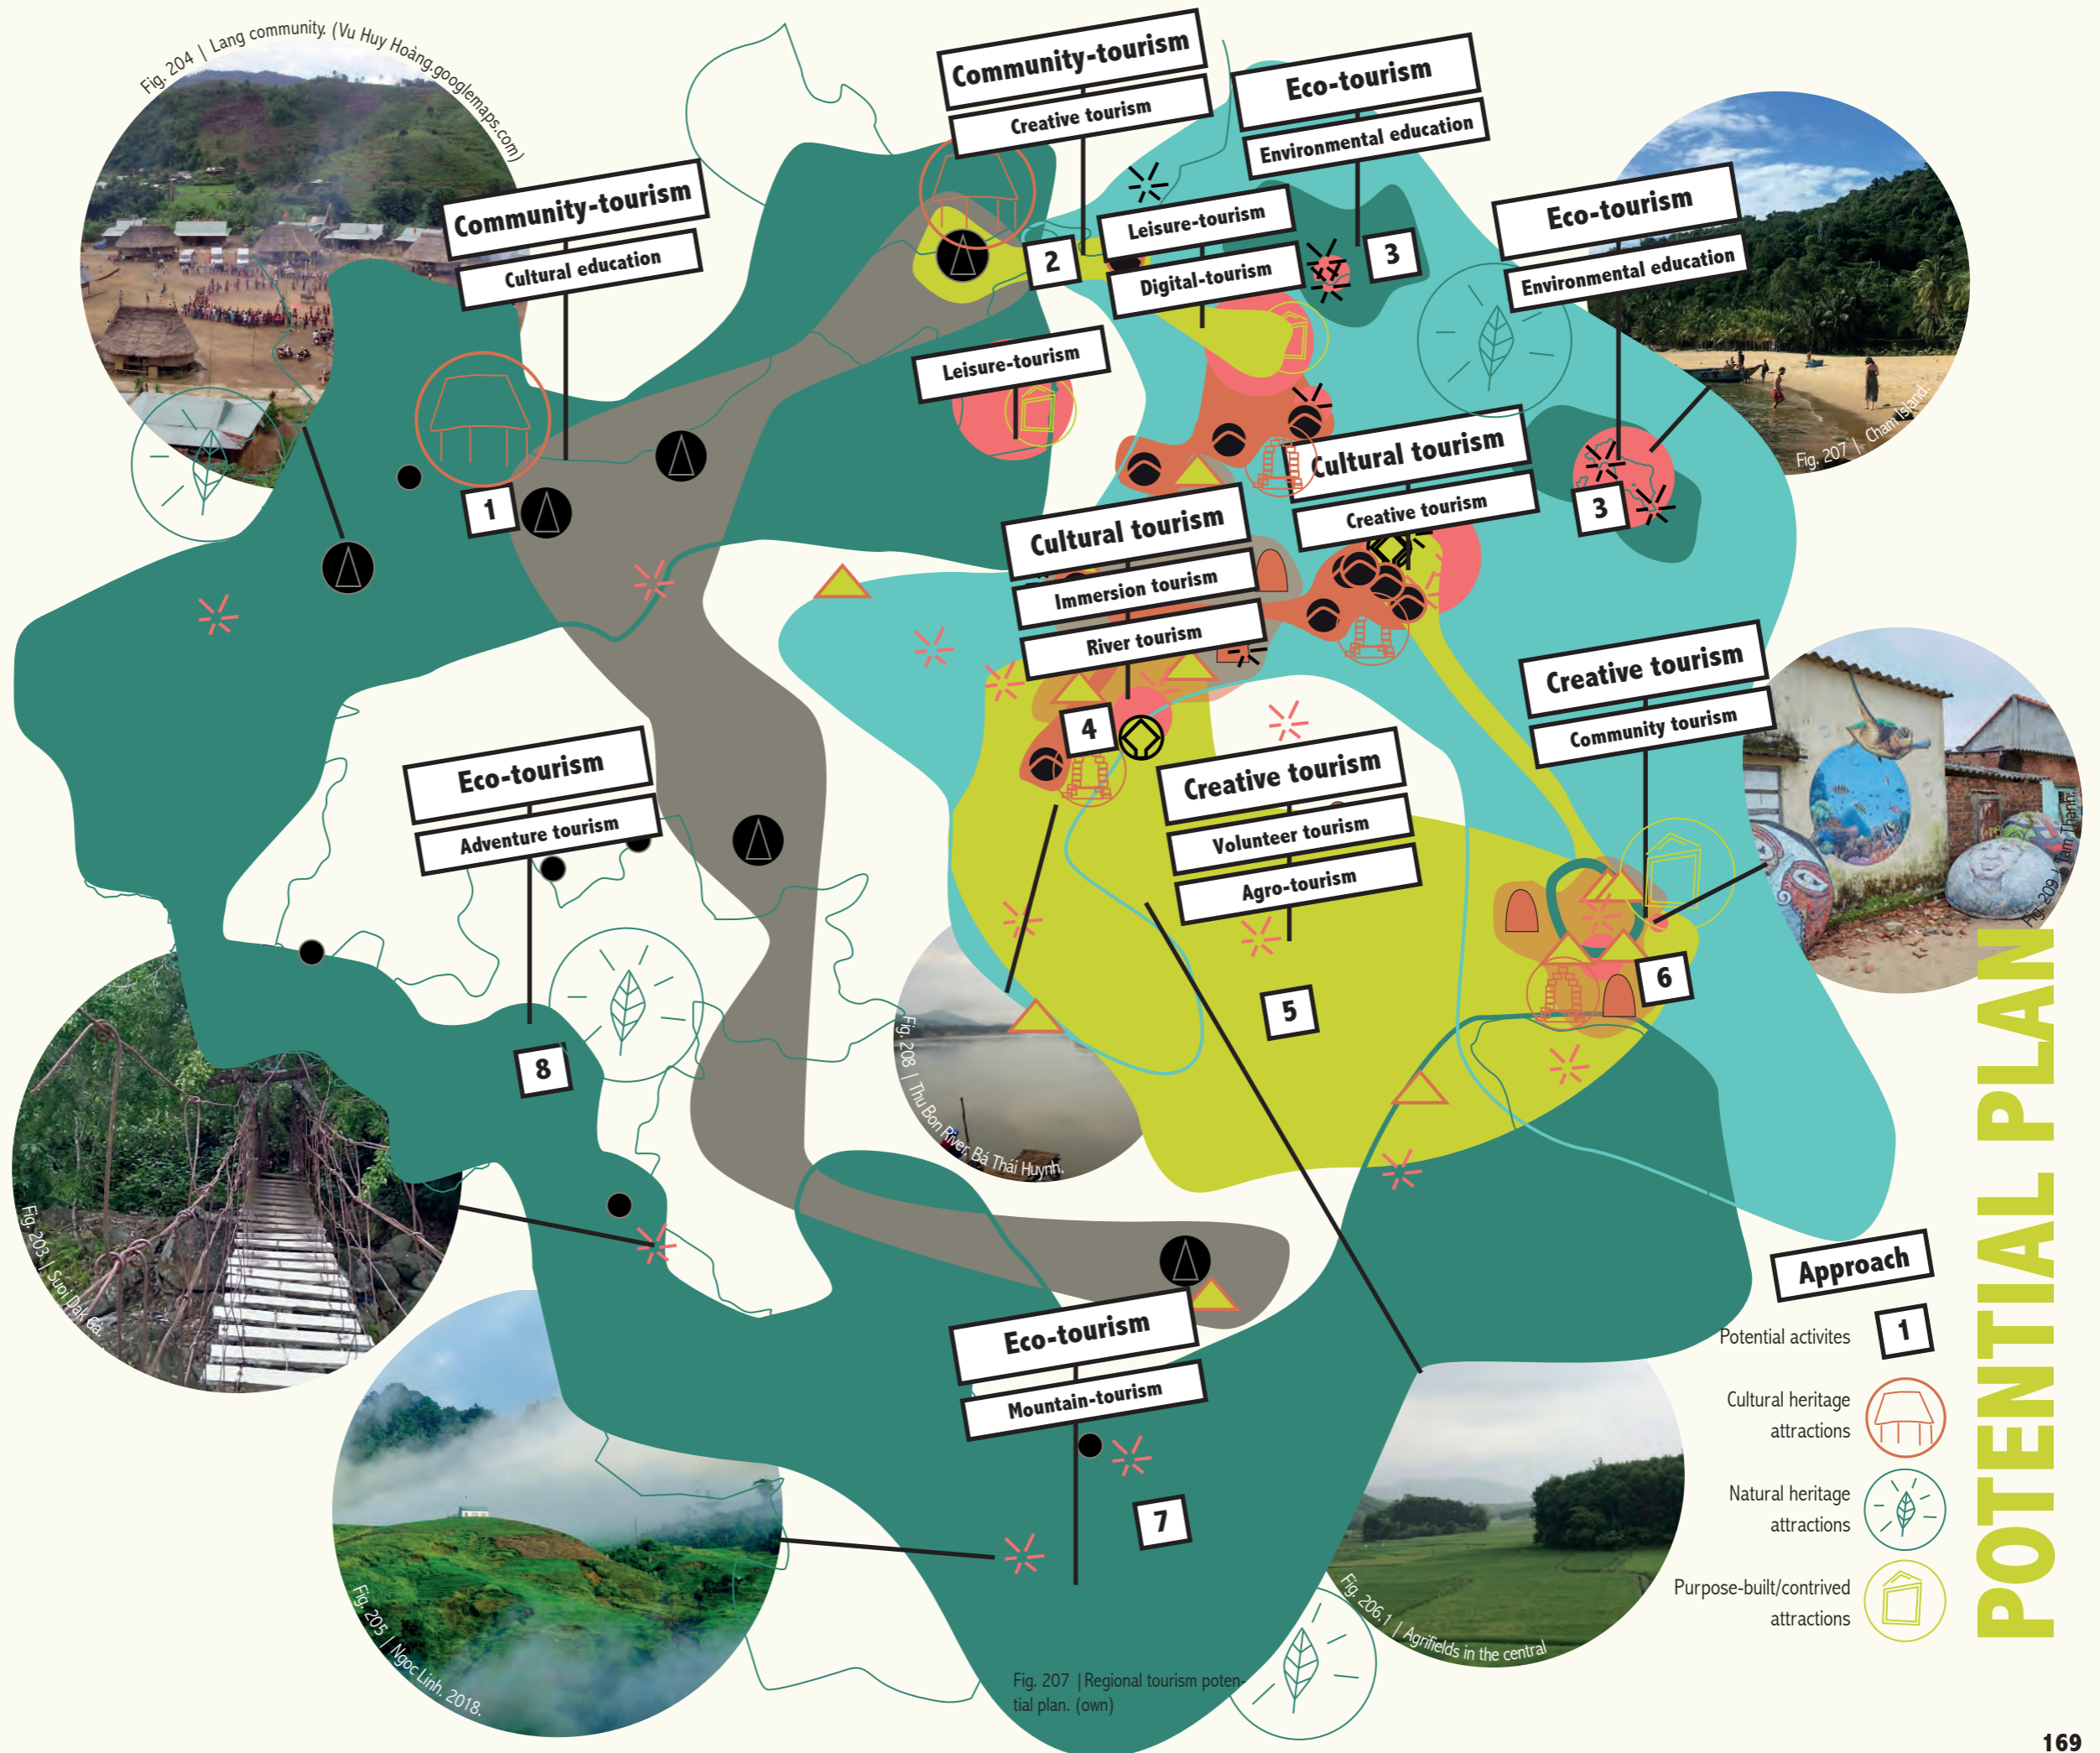 Fig. 204 | Lang community. (Vu Huy Hoàng.googlemaps.com)
Community-tourism
Creative tourism
Eco-tourism
Environmental education
Community-tourism
Cultural education
Leisure-tourism
Digital-tourism
2
3
Eco-tourism
Environmental education
Leisure-tourism
Fig. 207 | Cham Island.
Cultural tourism
Creative tourism
1
3
Cultural tourism
Immersion tourism
River tourism
4
Creative tourism
Community tourism
Eco-tourism
Adventure tourism
Creative tourism
Volunteer tourism
Agro-tourism
Fig. 209 | Tam Thanh.
5
6
8
Fig. 208 | Thu Bon River, Bá Thái Huynh.
Fig. 203 | Suoi Dak Ga.
Eco-tourism
Mountain-tourism
7
Fig. 205 | Ngoc Linh, 2018.
Fig. 206.1 | Agrifields in the central
Fig. 207 | Regional tourism poten-
tial plan. (own)
Approach
Potential activites
1
Cultural heritage
attractions
Natural heritage
attractions
Purpose-built/contrived
attractions
POTENTIAL PLAN
169